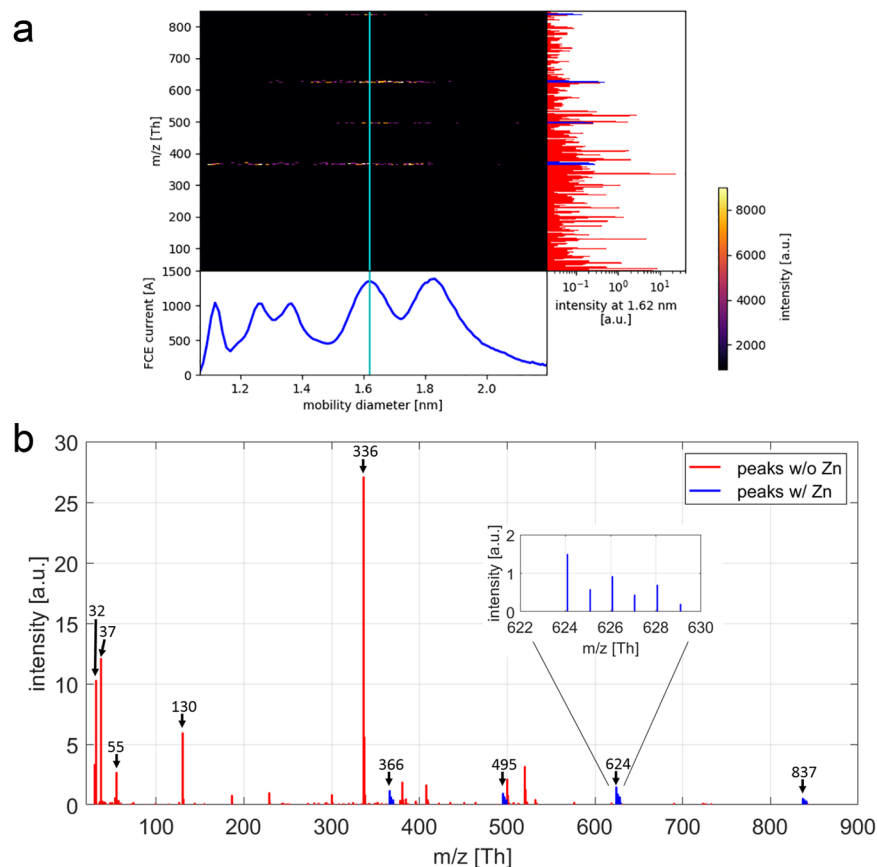 a
800
700
600
500
400
300
200
100
m/z [Th]
10⁻¹ 10⁰ 10¹
intensity at 1.62 nm
[a.u.]
8000
6000
4000
2000
intensity [a.u.]
1500
1000
500
0
FCE current [A]
1.2 1.4 1.6 1.8 2.0
mobility diameter [nm]
b
30
25
20
15
10
5
0
intensity [a.u.]
336
32
37
55
130
366
495
624
837
peaks w/o Zn
peaks w/ Zn
2
1
0
intensity [a.u.]
622 624 626 628 630
m/z [Th]
100 200 300 400 500 600 700 800 900
m/z [Th]